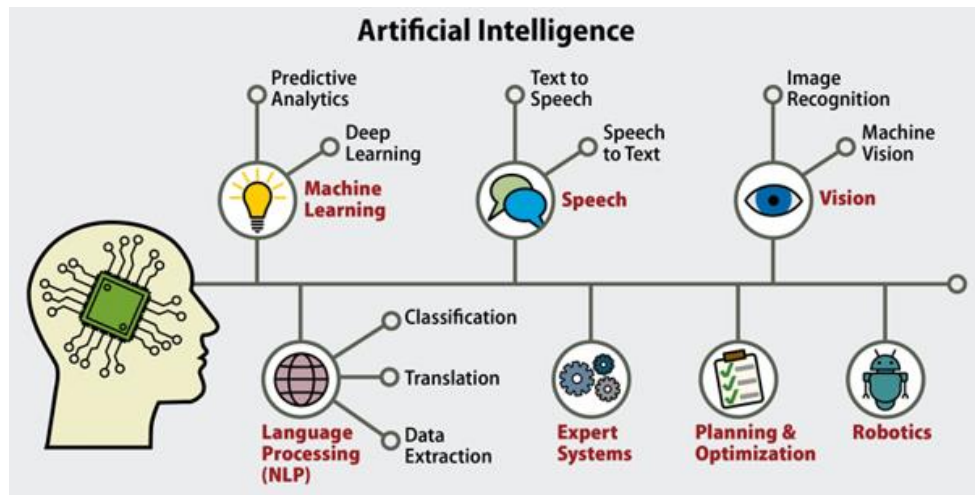 Artificial Intelligence
Predictive
Analytics
Deep
Learning
Machine
Learning
Text to
Speech
Speech
to Text
Speech
Image
Recognition
Machine
Vision
Vision
Classification
Translation
Data
Extraction
Language
Processing
(NLP)
Expert
Systems
Planning &
Optimization
Robotics